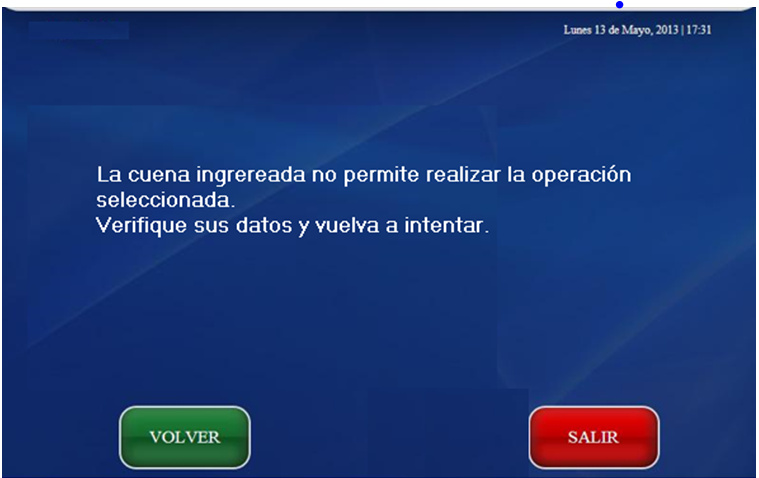 Lunes 13 de Mayo, 2013 | 17:31
La cuena ingrereada no permite realizar la operación
seleccionada.
Verifique sus datos y vuelva a intentar.
VOLVER
SALIR